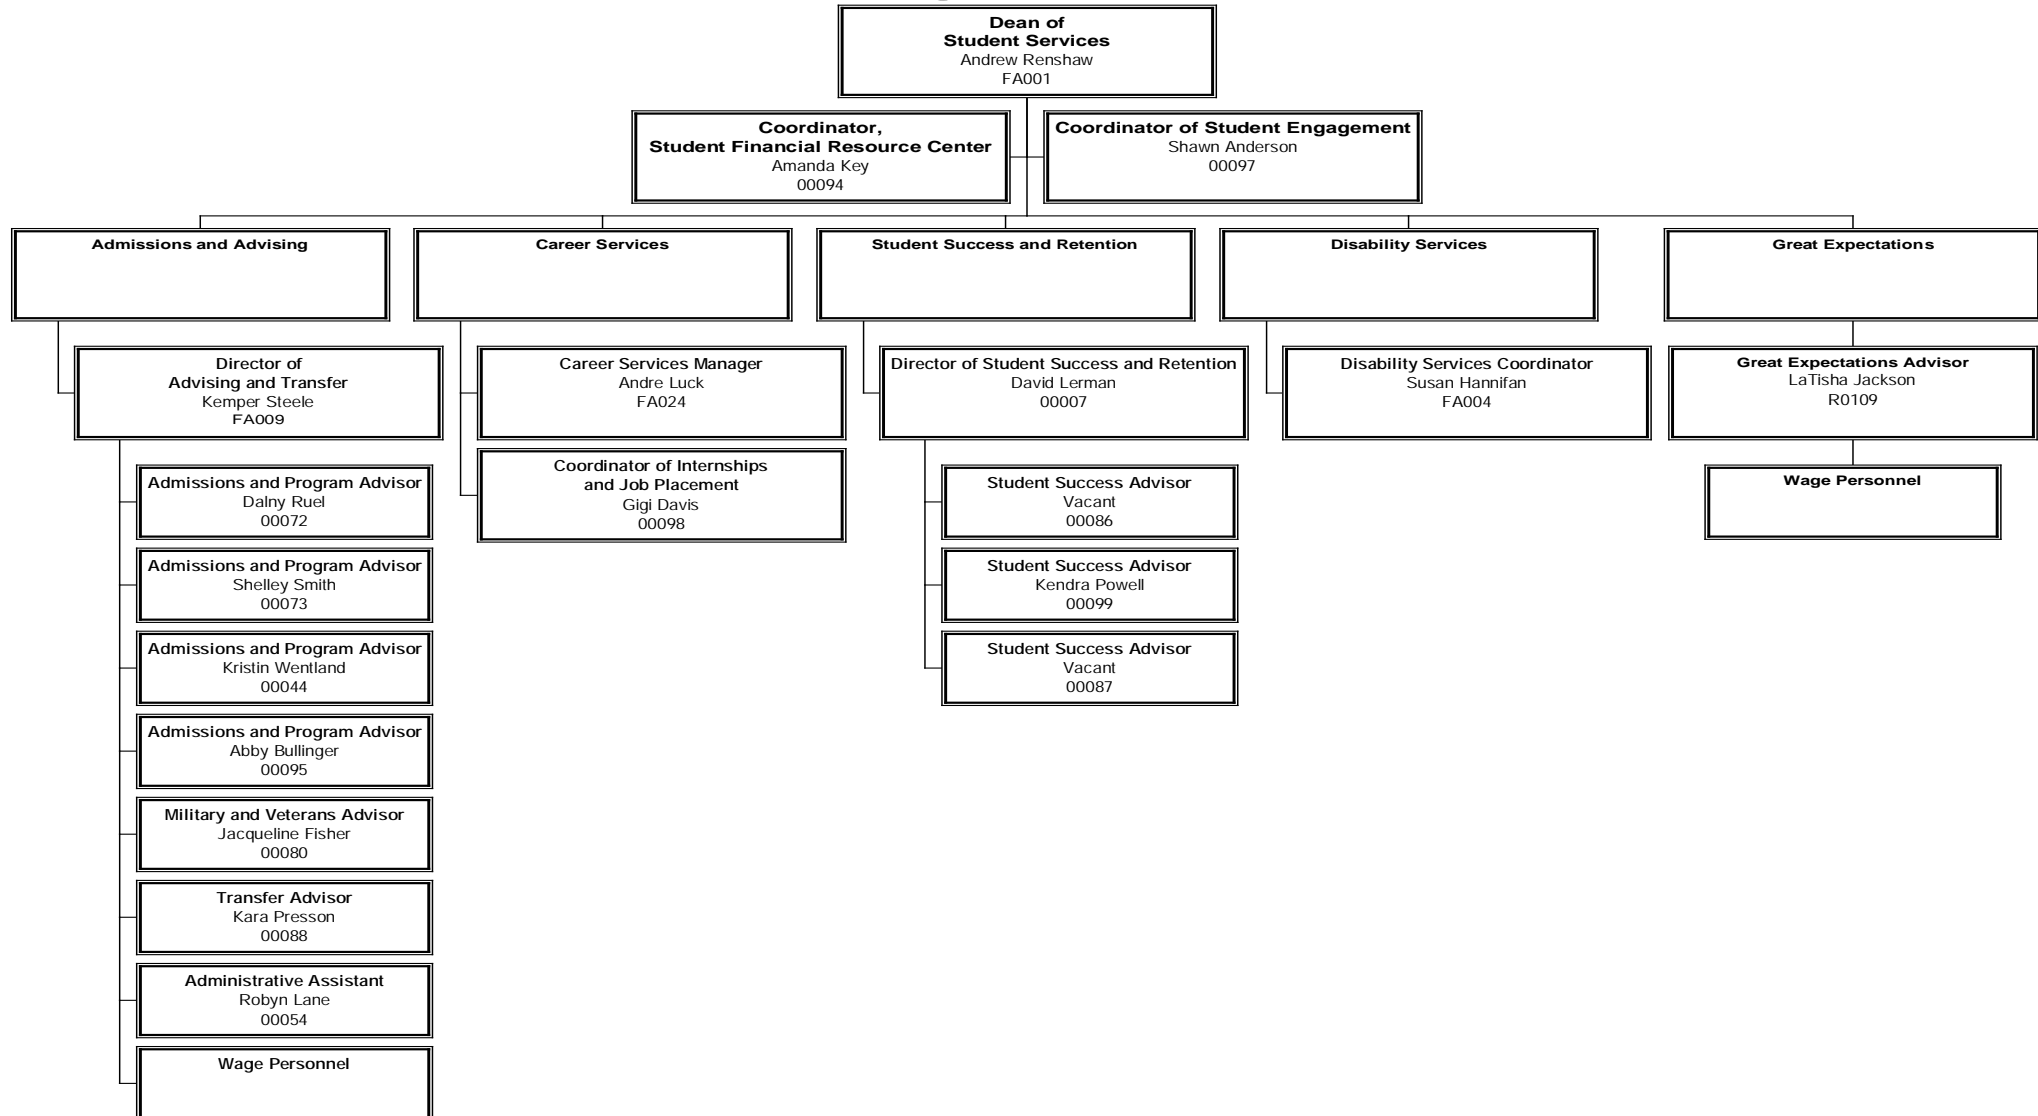 Dean of
Student Services
Andrew Renshaw
FA001
Coordinator,
Student Financial Resource Center
Amanda Key
00094
Coordinator of Student Engagement
Shawn Anderson
00097
Admissions and Advising
Career Services
Student Success and Retention
Disability Services
Great Expectations
Director of
Advising and Transfer
Kemper Steele
FA009
Career Services Manager
Andre Luck
FA024
Director of Student Success and Retention
David Lerman
00007
Disability Services Coordinator
Susan Hannifan
FA004
Great Expectations Advisor
LaTisha Jackson
R0109
Admissions and Program Advisor
Dalny Ruel
00072
Coordinator of Internships
and Job Placement
Gigi Davis
00098
Student Success Advisor
Vacant
00086
Wage Personnel
Admissions and Program Advisor
Shelley Smith
00073
Student Success Advisor
Kendra Powell
00099
Admissions and Program Advisor
Kristin Wentland
00044
Student Success Advisor
Vacant
00087
Admissions and Program Advisor
Abby Bullinger
00095
Military and Veterans Advisor
Jacqueline Fisher
00080
Transfer Advisor
Kara Presson
00088
Administrative Assistant
Robyn Lane
00054
Wage Personnel